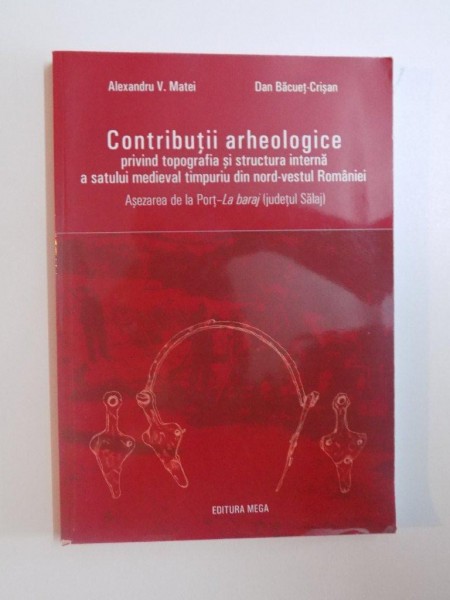 Alexandru V. Matei Dan Băcueț-Crișan
Contribuții arheologice
privind topografia și structura internă
a satului medieval timpuriu din nord-vestul României
Așezarea de la Porț–La baraj (județul Sălaj)
EDITURA MEGA